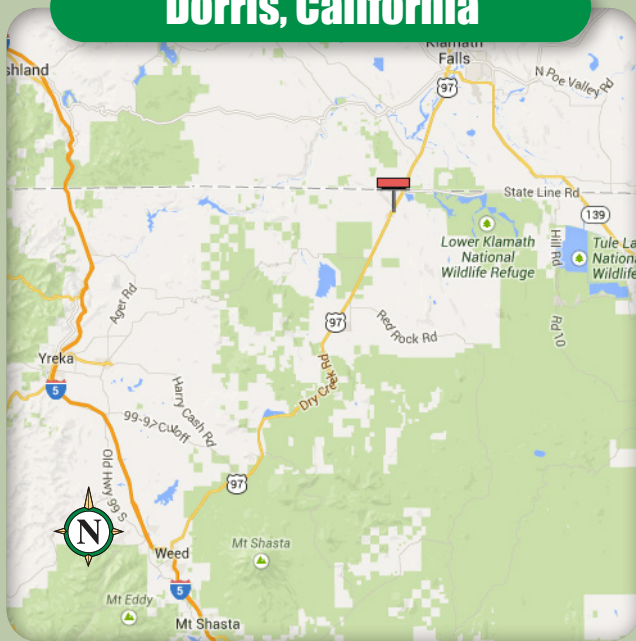 Dorris, California
Klamath
Falls
shland
N Poe Valley Rd
97
State Line Rd
139
Lower Klamath
National
Wildlife Refuge
Hill Rd
Tule La
Nationa
Wildlife
Ager Rd
97
Red Rock Rd
Rd 10
Yreka
5
Dry Creek Rd
Harry Cash Rd
99-97 Cutoff
Old Hwy 99 S
97
N
Weed
Mt Shasta
5
Mt Eddy
Mt Shasta